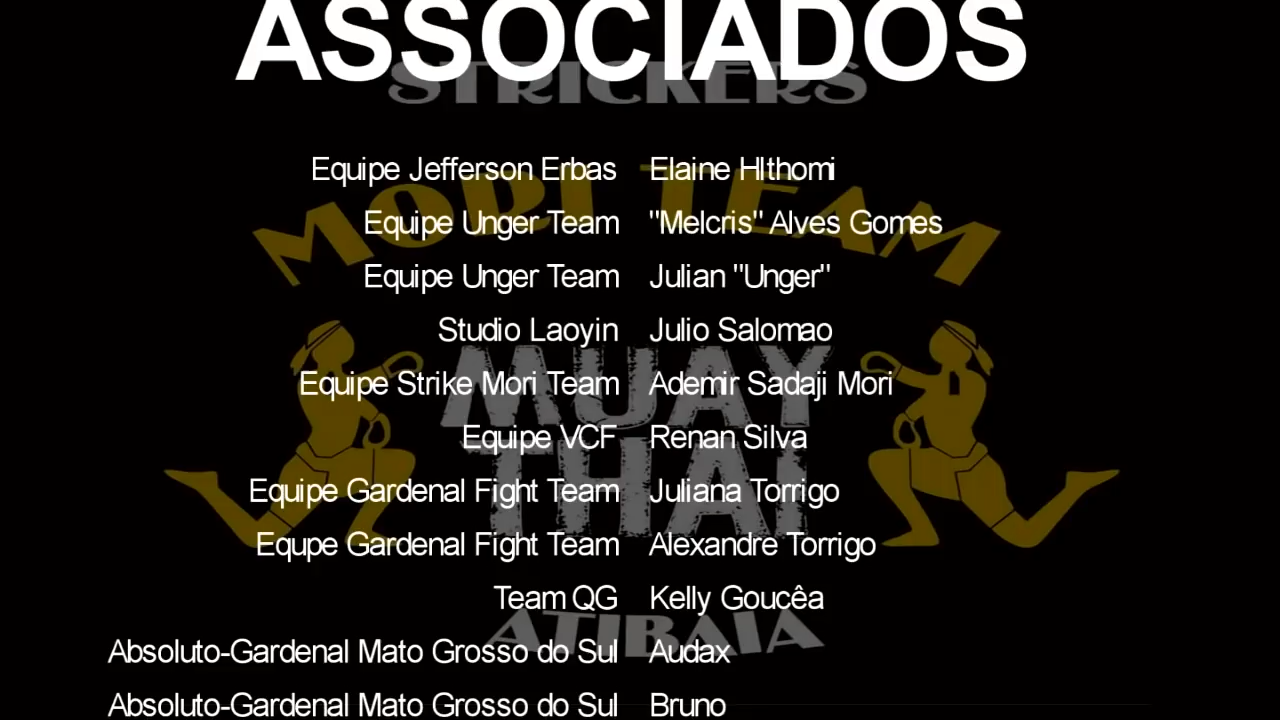 ASSOCIADOS
STRICKERS
MORI TEAM
Equipe Jefferson Erbas Elaine HIthomi
Equipe Unger Team "Melcris" Alves Gomes
Equipe Unger Team Julian "Unger"
Studio Laoyin Julio Salomao
MUAY
Equipe Strike Mori Team Ademir Sadaji Mori
Equipe VCF Renan Silva
THAI
Equipe Gardenal Fight Team Juliana Torrigo
Equpe Gardenal Fight Team Alexandre Torrigo
Team QG Kelly Goucêa
ATIBAIA
Absoluto-Gardenal Mato Grosso do Sul Audax
Absoluto-Gardenal Mato Grosso do Sul Bruno